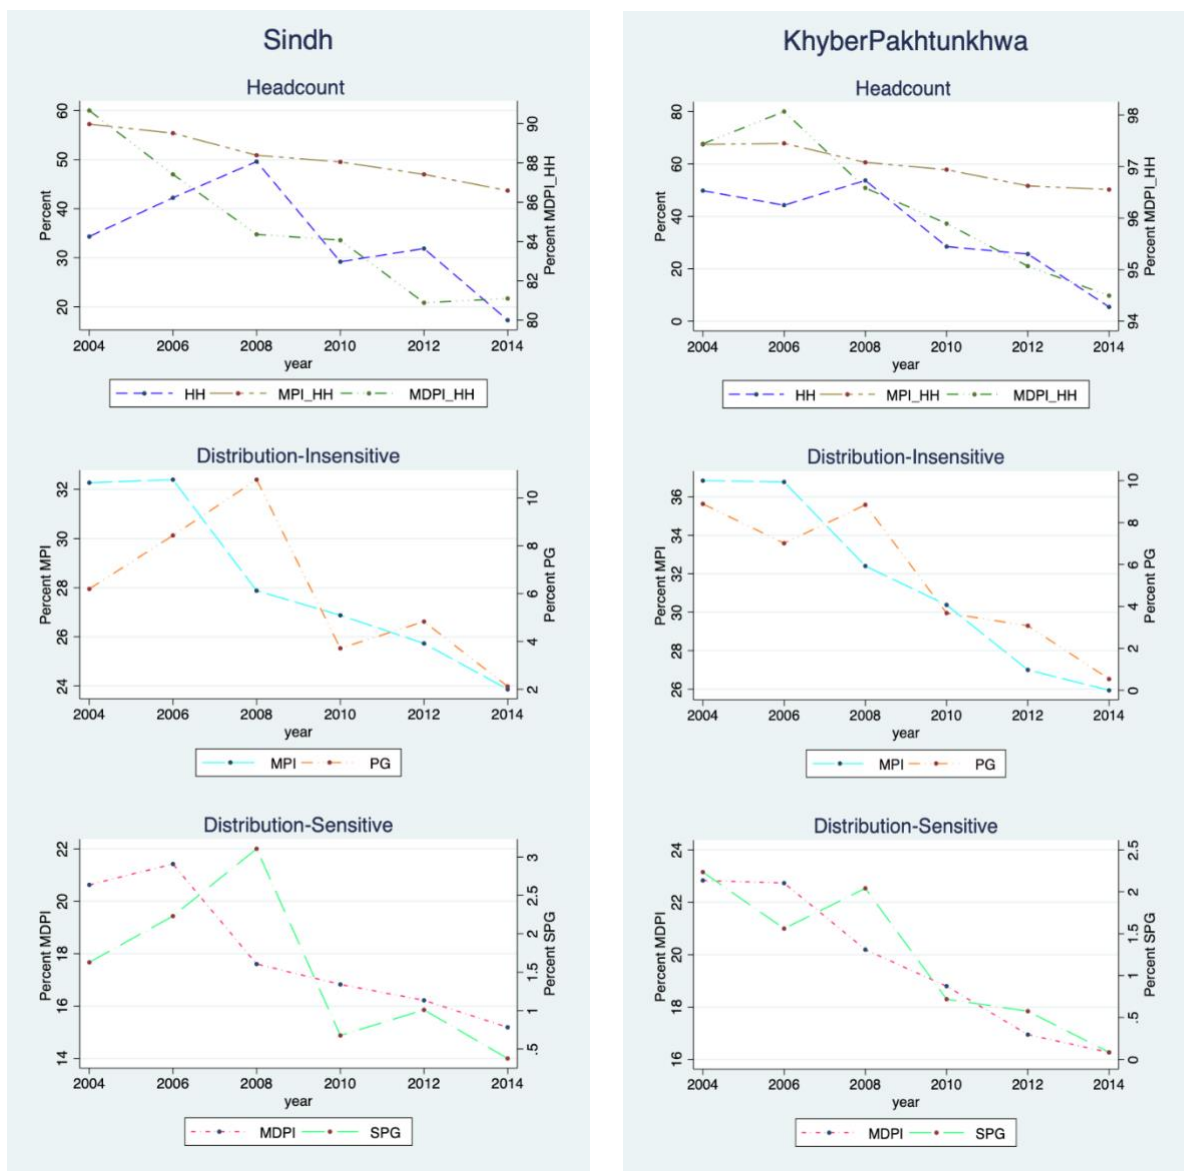 Sindh
Headcount
Percent
60
50
40
30
20
Percent MDPI_HH
90
88
86
84
82
80
2004 2006 2008 2010 2012 2014
year
HH MPI_HH MDPI_HH
Distribution-Insensitive
Percent MPI
32
30
28
26
24
Percent PG
10
8
6
4
2
2004 2006 2008 2010 2012 2014
year
MPI PG
Distribution-Sensitive
Percent MDPI
22
20
18
16
14
Percent SPG
3
2.5
2
1.5
1
.5
2004 2006 2008 2010 2012 2014
year
MDPI SPG
KhyberPakhtunkhwa
Headcount
Percent
80
60
40
20
0
Percent MDPI_HH
98
97
96
95
94
2004 2006 2008 2010 2012 2014
year
HH MPI_HH MDPI_HH
Distribution-Insensitive
Percent MPI
36
34
32
30
28
26
Percent PG
10
8
6
4
2
0
2004 2006 2008 2010 2012 2014
year
MPI PG
Distribution-Sensitive
Percent MDPI
24
22
20
18
16
Percent SPG
2.5
2
1.5
1
.5
0
2004 2006 2008 2010 2012 2014
year
MDPI SPG